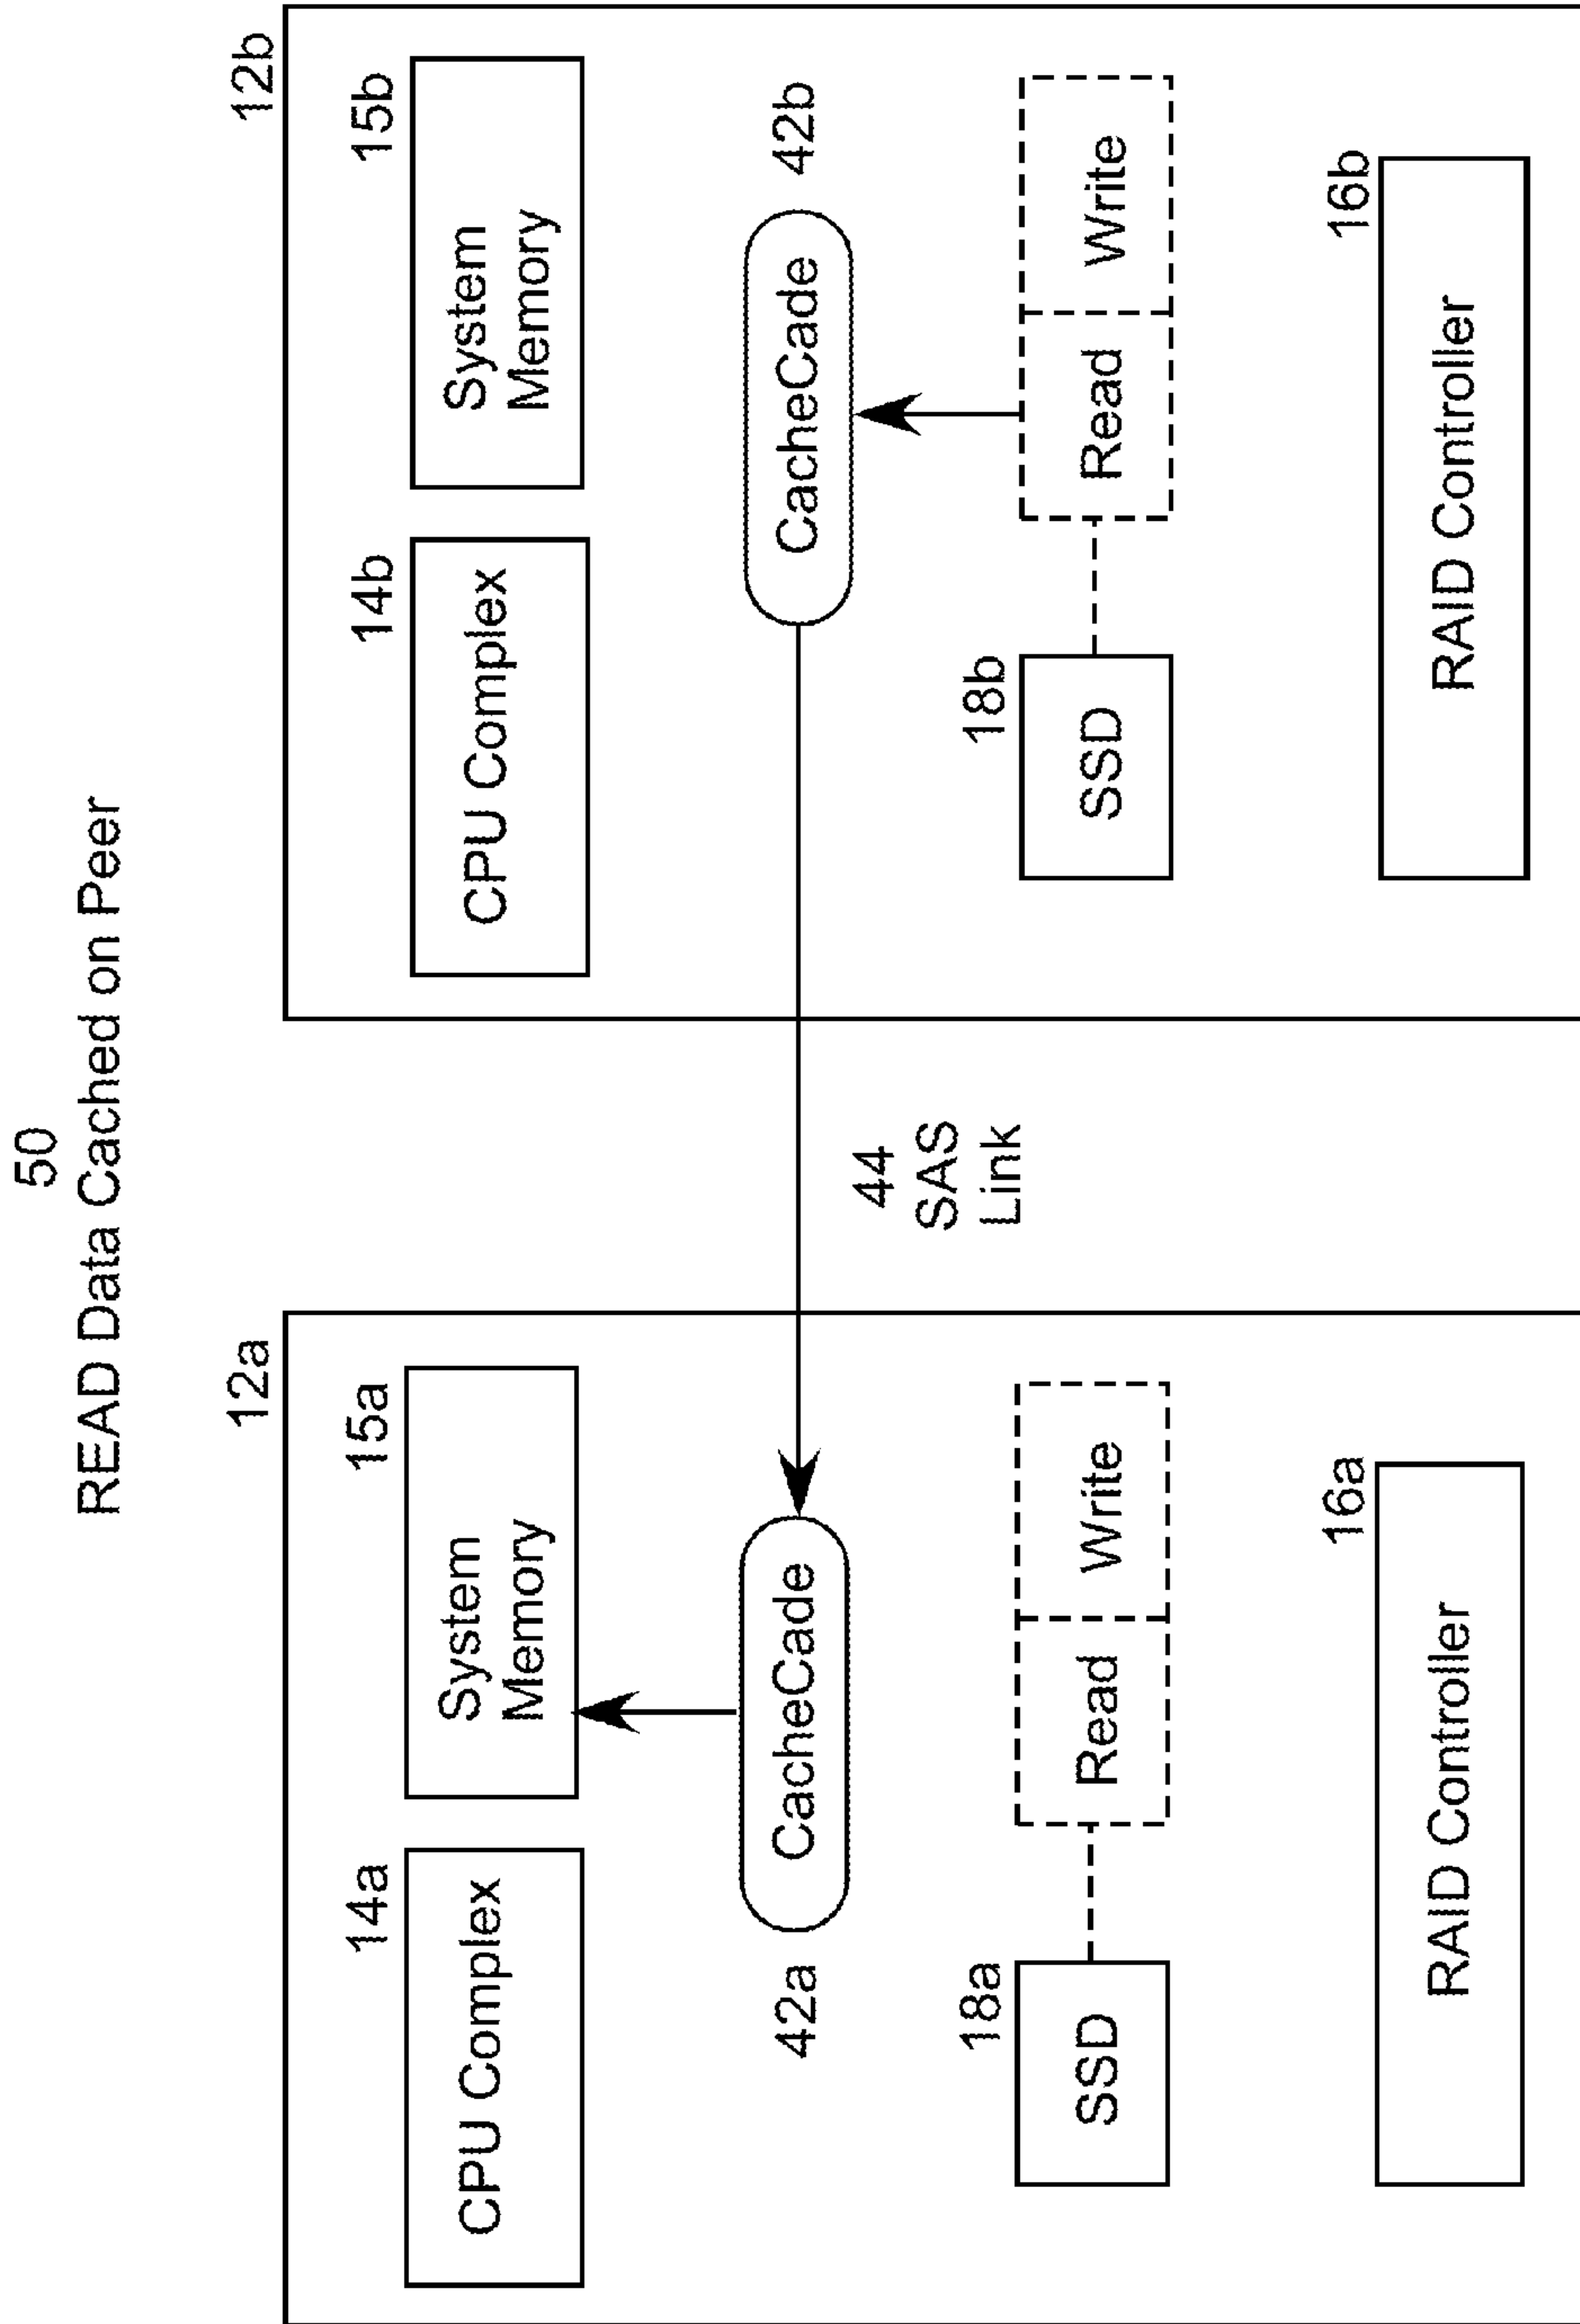 50
READ Data Cached on Peer
12a
14a
CPU Complex
15a
System
Memory
42a
CacheCade
18a
SSD
Read
Write
16a
RAID Controller
44
SAS
Link
12b
14b
CPU Complex
15b
System
Memory
CacheCade
42b
18b
SSD
Read
Write
16b
RAID Controller